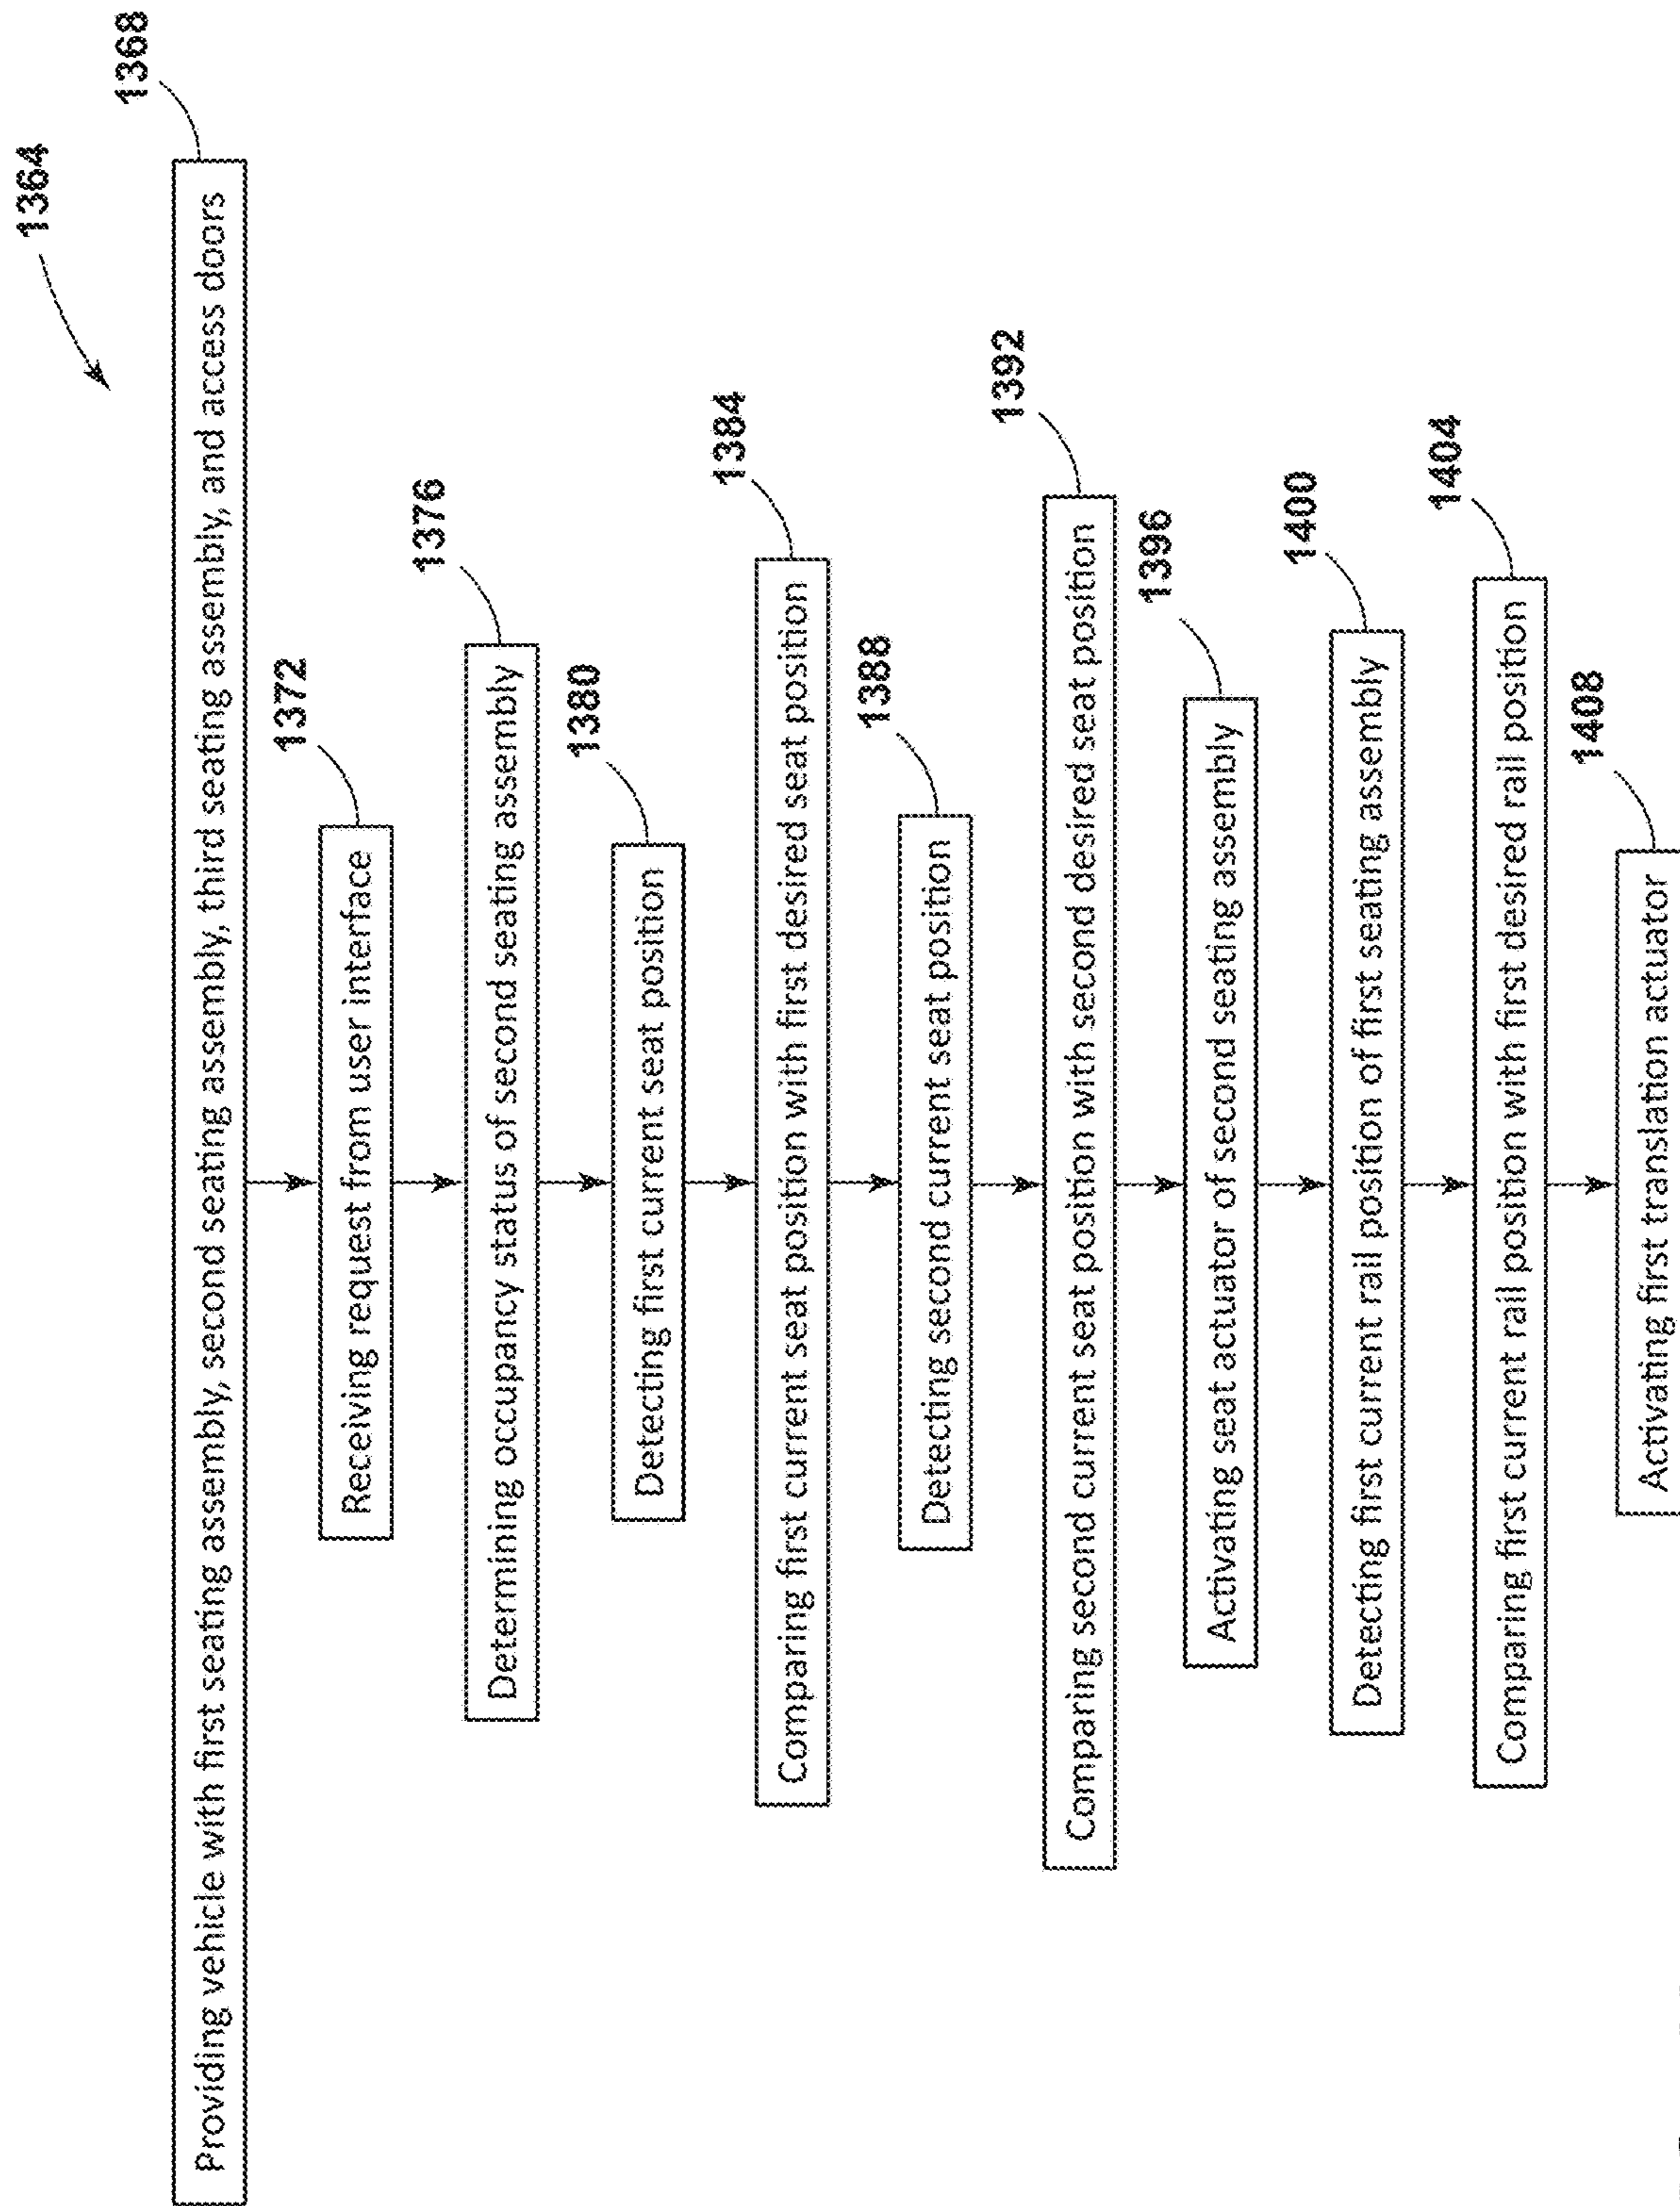 1364
1368
Providing vehicle with first seating assembly, second seating assembly, third seating assembly, and access doors
1372
Receiving request from user interface
1376
Determining occupancy status of second seating assembly
1380
Detecting first current seat position
1384
Comparing first current seat position with first desired seat position
1388
Detecting second current seat position
1392
Comparing second current seat position with second desired seat position
1396
Activating seat actuator of second seating assembly
1400
Detecting first current rail position of first seating assembly
1404
Comparing first current rail position with first desired rail position
1408
Activating first translation actuator